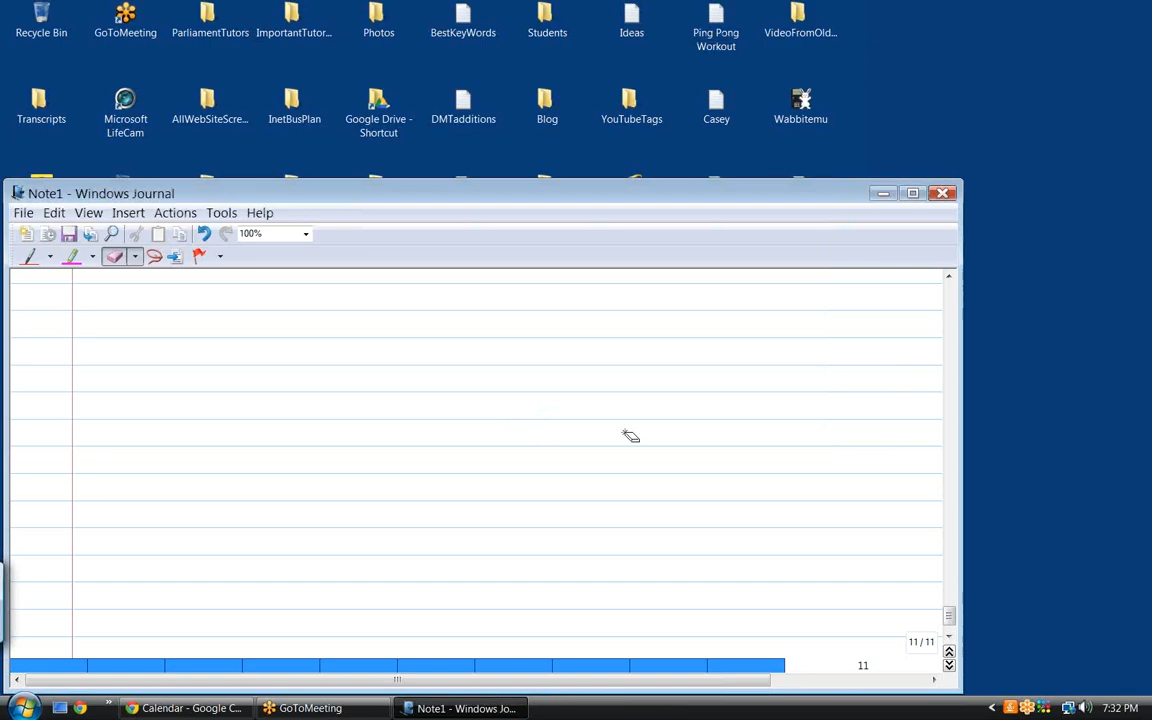 Recycle Bin
GoToMeeting
ParliamentTutors
ImportantTutor...
Photos
BestKeyWords
Students
Ideas
Ping Pong
Workout
VideoFromOld...
Transcripts
Microsoft
LifeCam
AllWebSiteScre...
InetBusPlan
Google Drive -
Shortcut
DMTadditions
Blog
YouTubeTags
Casey
Wabbitemu
Note1 - Windows Journal
File Edit View Insert Actions Tools Help
100%
11 / 11
11
Calendar - Google C...
GoToMeeting
Note1 - Windows Jo...
7:32 PM